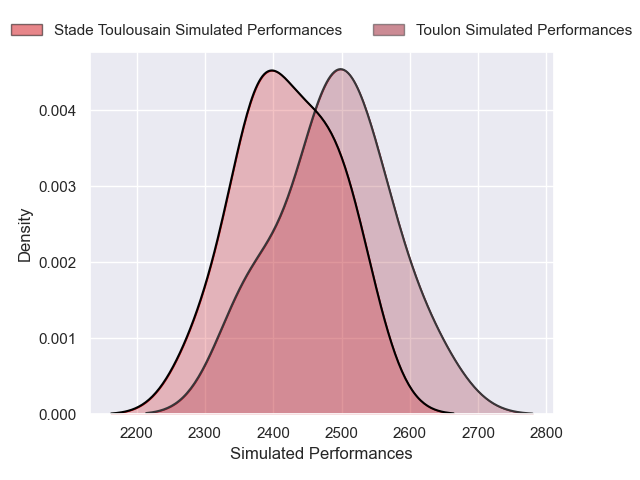 Stade Toulousain Simulated Performances Toulon Simulated Performances
0.004
0.003
0.002
0.001
0.000
Density
2200 2300 2400 2500 2600 2700 2800
Simulated Performances